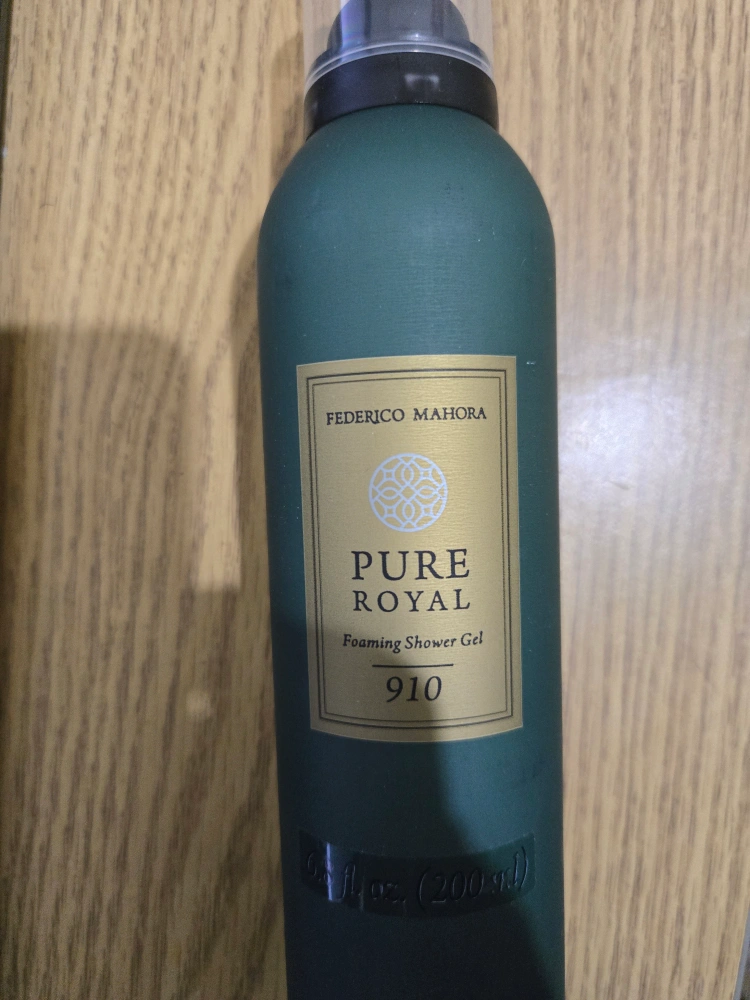 FEDERICO MAHORA
PURE
ROYAL
Foaming Shower Gel
910
fl. oz. (200 ml)